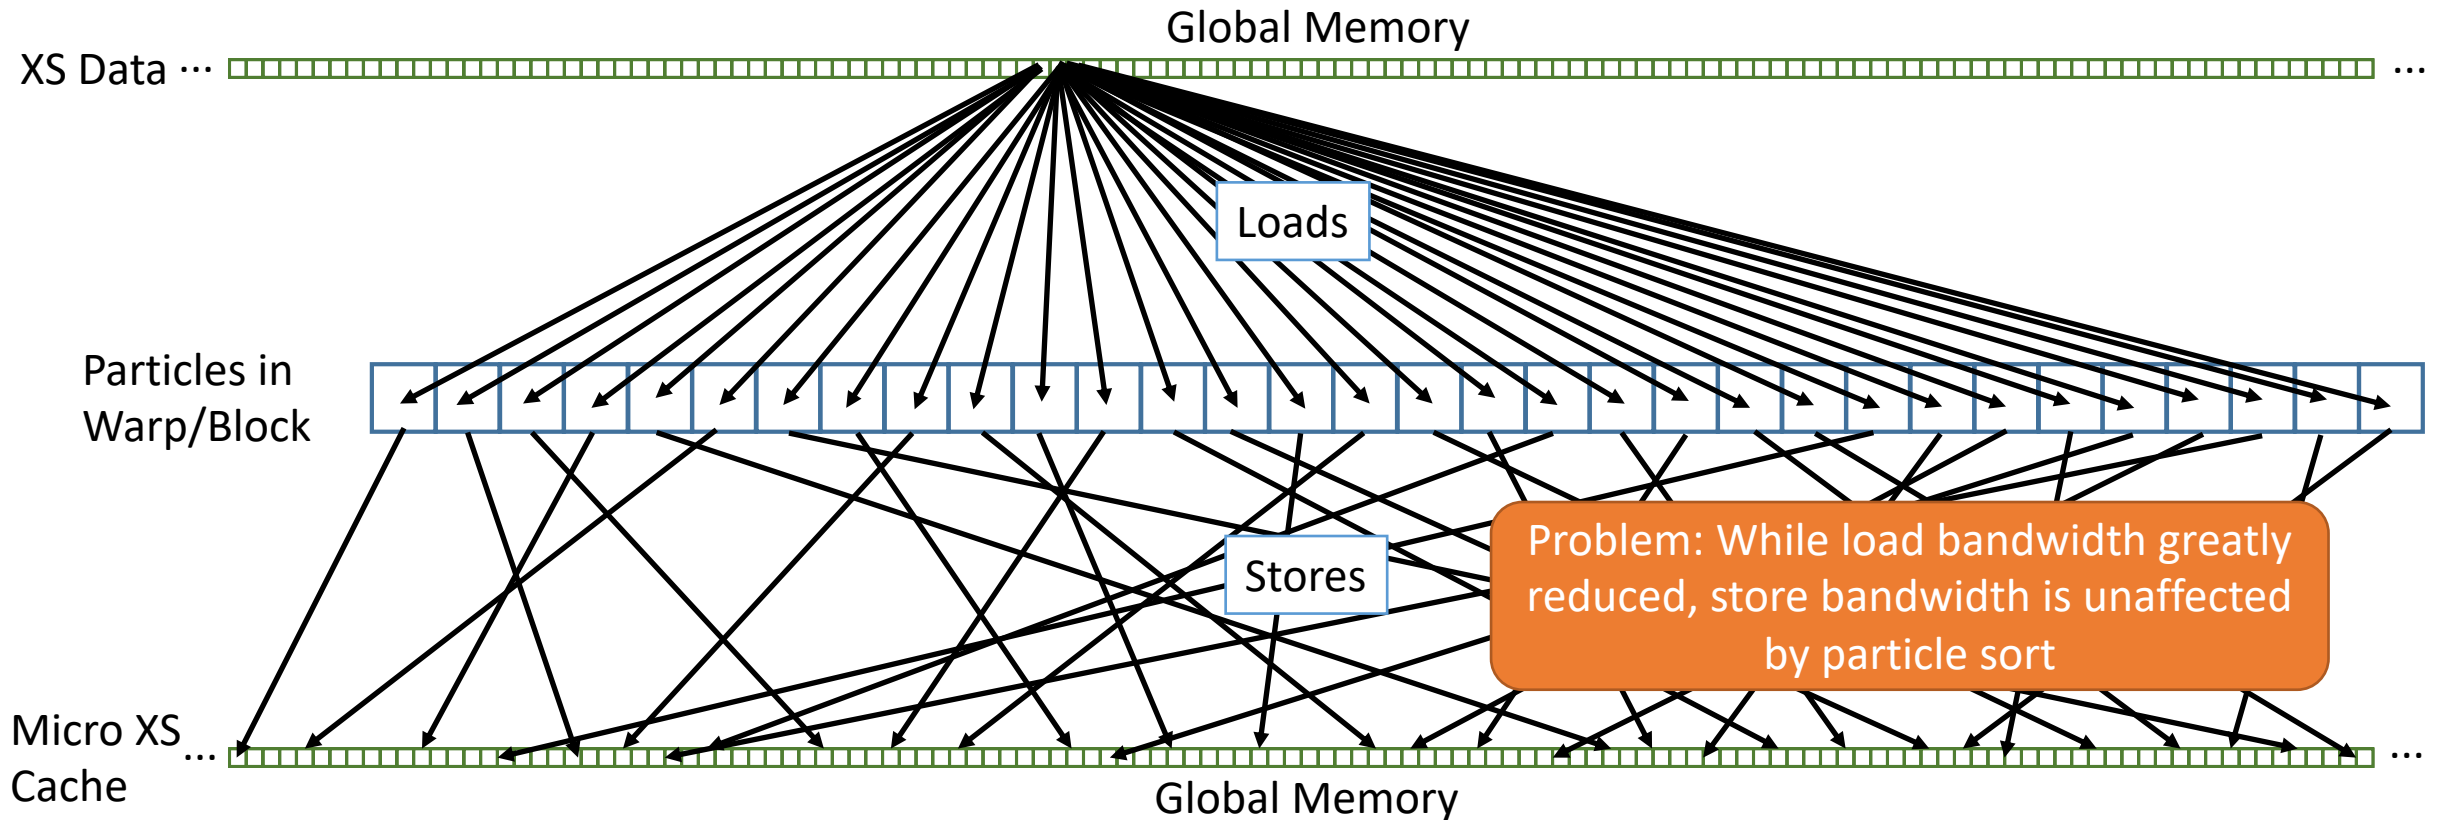 Global Memory
XS Data ...
...
Loads
Particles in
Warp/Block
Problem: While load bandwidth greatly
reduced, store bandwidth is unaffected
by particle sort
Stores
Micro XS
Cache
...
...
Global Memory